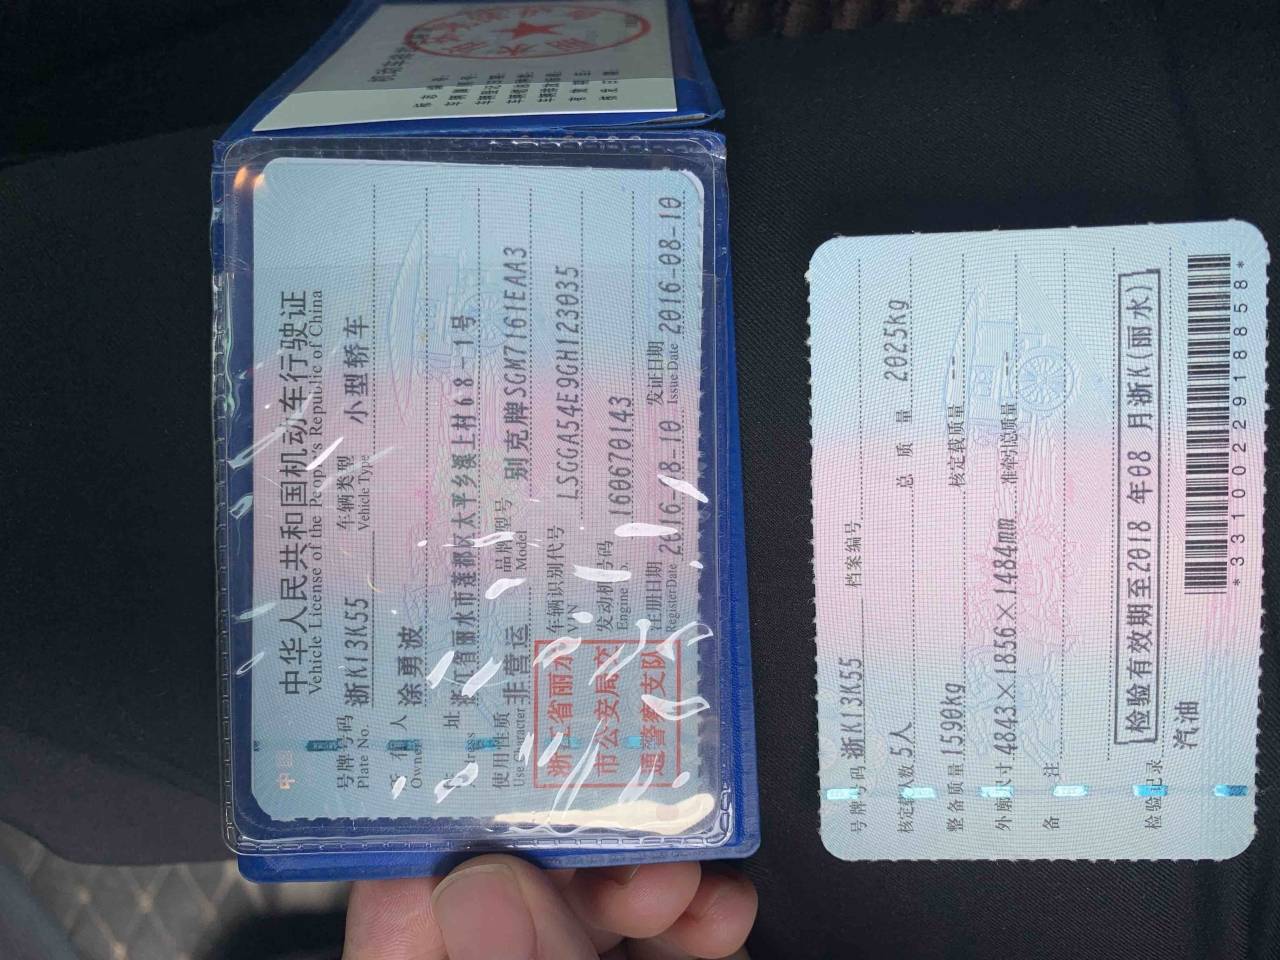 中华人民共和国机动车行驶证
Vehicle License of the People's Republic of China
号牌号码 浙K13K55 车辆类型 小型轿车
Plate No. Vehicle Type
所有人 涂勇波
Owner
住址 浙江省丽水市莲都区太平乡溪上村68-1号
使用性质 非营运 品牌型号 别克牌SGM7161EAA3
Use Character Model
车辆识别代号 LSGGA54E9GH123035
VIN
发动机号码 160670143
Engine No.
注册日期 2016-08-10 发证日期 2016-08-10
Register Date Issue Date
浙江省丽水
市公安局交
通警察支队
号牌号码 浙K13K55 档案编号
核定载人数 5人 总质量 2025kg
整备质量 1590kg 核定载质量 --
外廓尺寸 4843×1856×1484mm 准牵引总质量 --
备注
检验有效期至2018年08月浙K(丽水)
检验记录
汽油
*3310022918858*